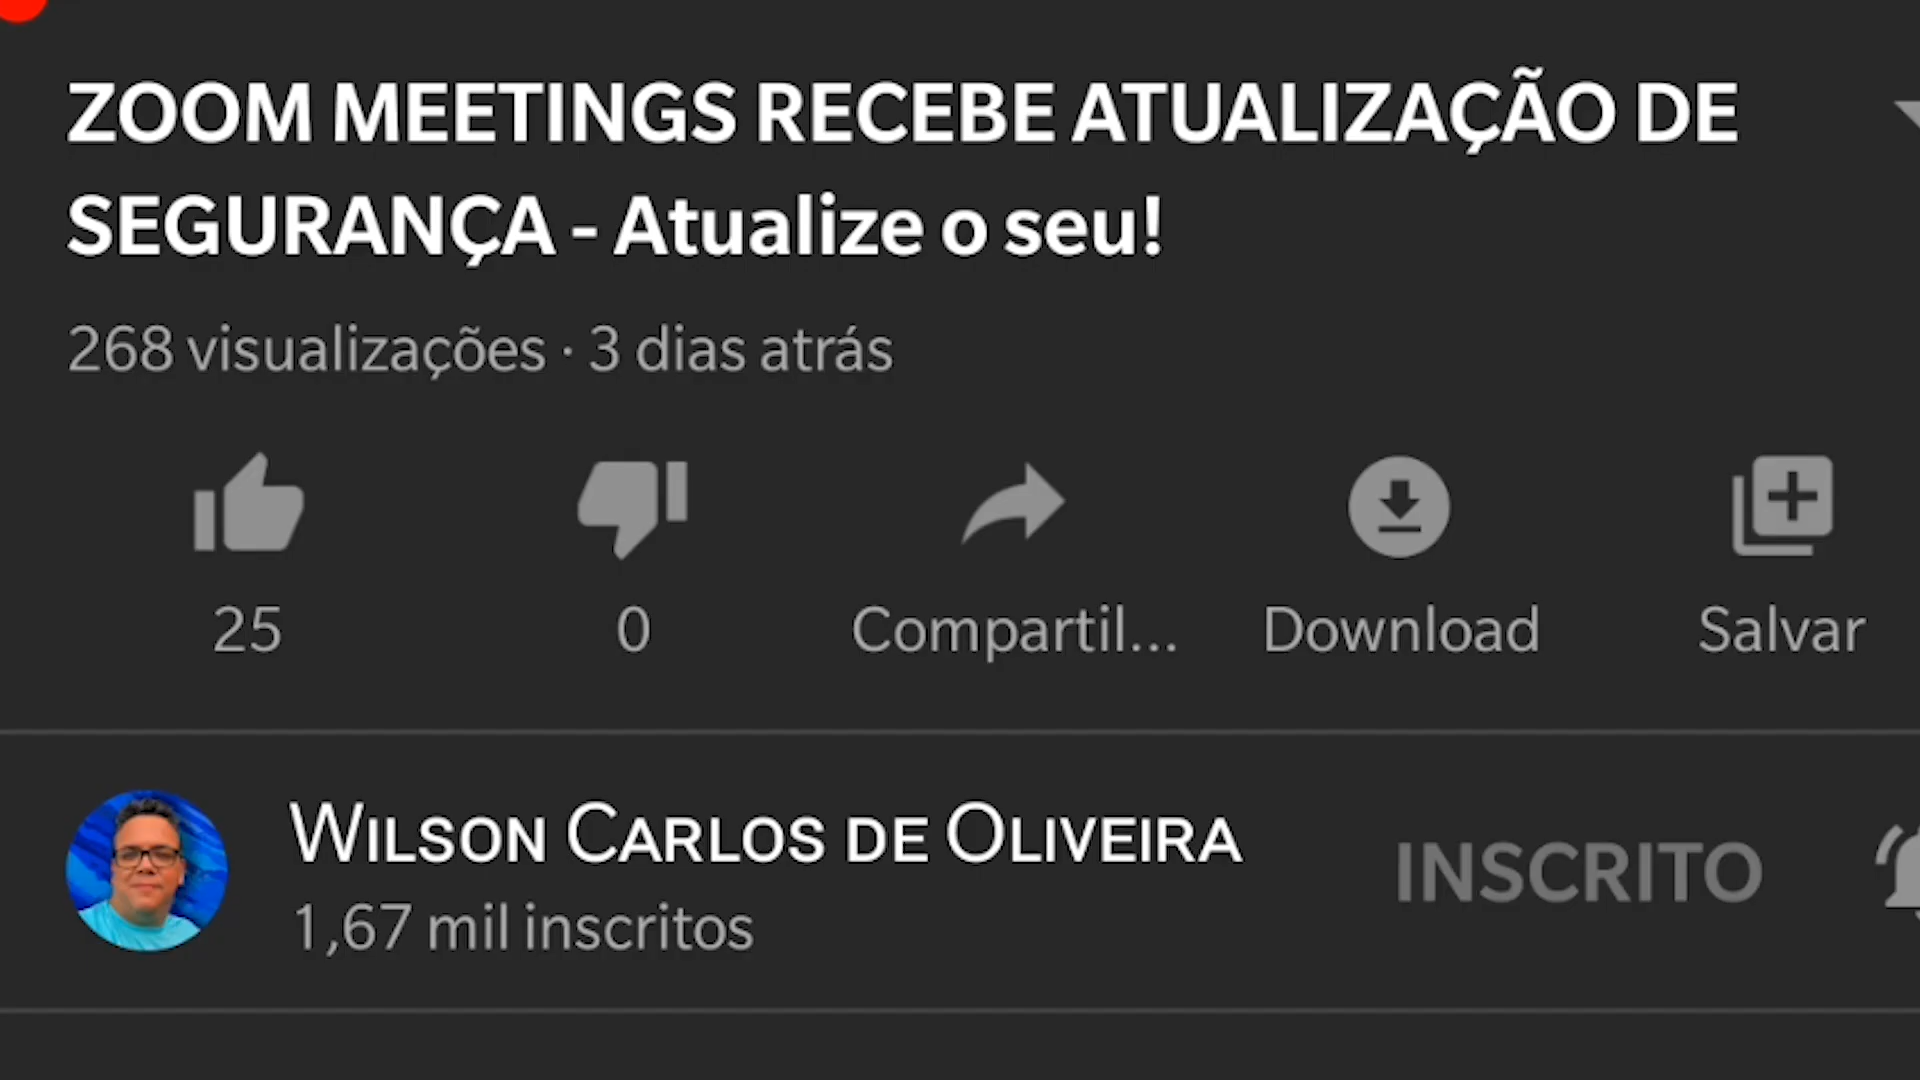 ZOOM MEETINGS RECEBE ATUALIZAÇÃO DE
SEGURANÇA - Atualize o seu!
268 visualizações · 3 dias atrás
25
0
Compartil...
Download
Salvar
WILSON CARLOS DE OLIVEIRA
INSCRITO
1,67 mil inscritos